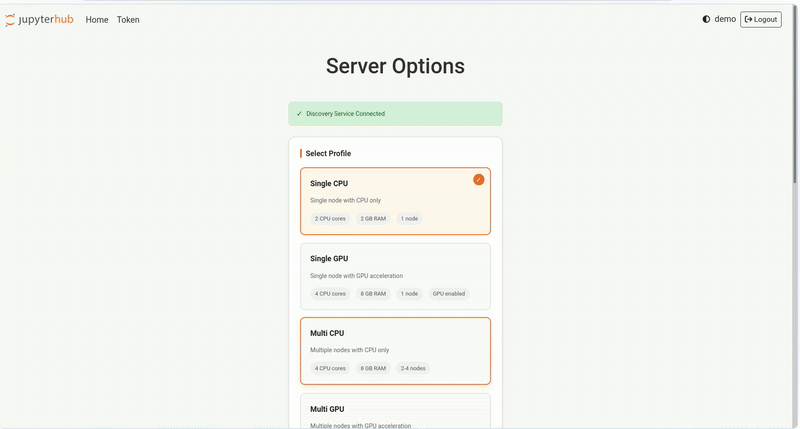 jupyterhub Home Token demo Logout
Server Options
✓ Discovery Service Connected
Select Profile
Single CPU
Single node with CPU only
2 CPU cores 2 GB RAM 1 node
Single GPU
Single node with GPU acceleration
4 CPU cores 8 GB RAM 1 node GPU enabled
Multi CPU
Multiple nodes with CPU only
4 CPU cores 8 GB RAM 2-4 nodes
Multi GPU
Multiple nodes with GPU acceleration